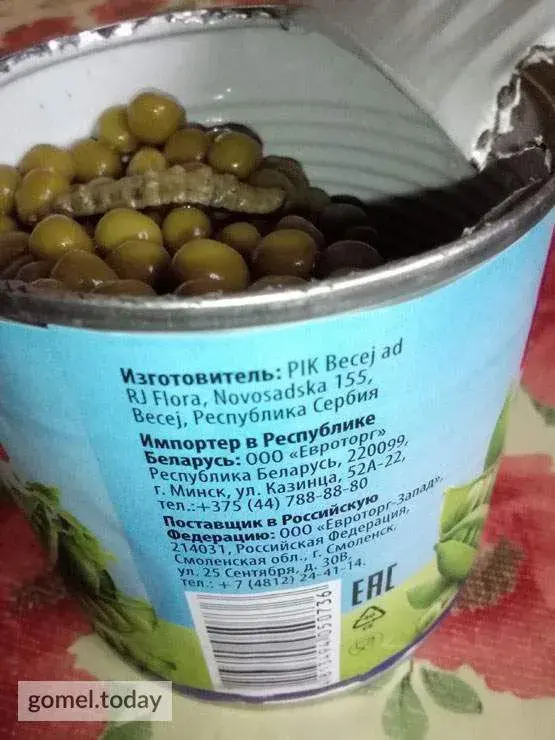 Изготовитель: PIK Becej ad
RJ Flora, Novosadska 155,
Becej, Республика Сербия
Импортер в Республике
Беларусь: ООО «Евроторг»
Республика Беларусь, 220099,
г. Минск, ул. Казинца, 52А-22,
тел.:+375 (44) 788-88-80
Поставщик в Российскую
Федерацию: ООО «Евроторг-Запад»,
214031, Российская Федерация,
Смоленская обл., г. Смоленск,
ул. 25 Сентября, д. 30В,
тел.: + 7 (4812) 24-41-14.
EAC
gomel.today